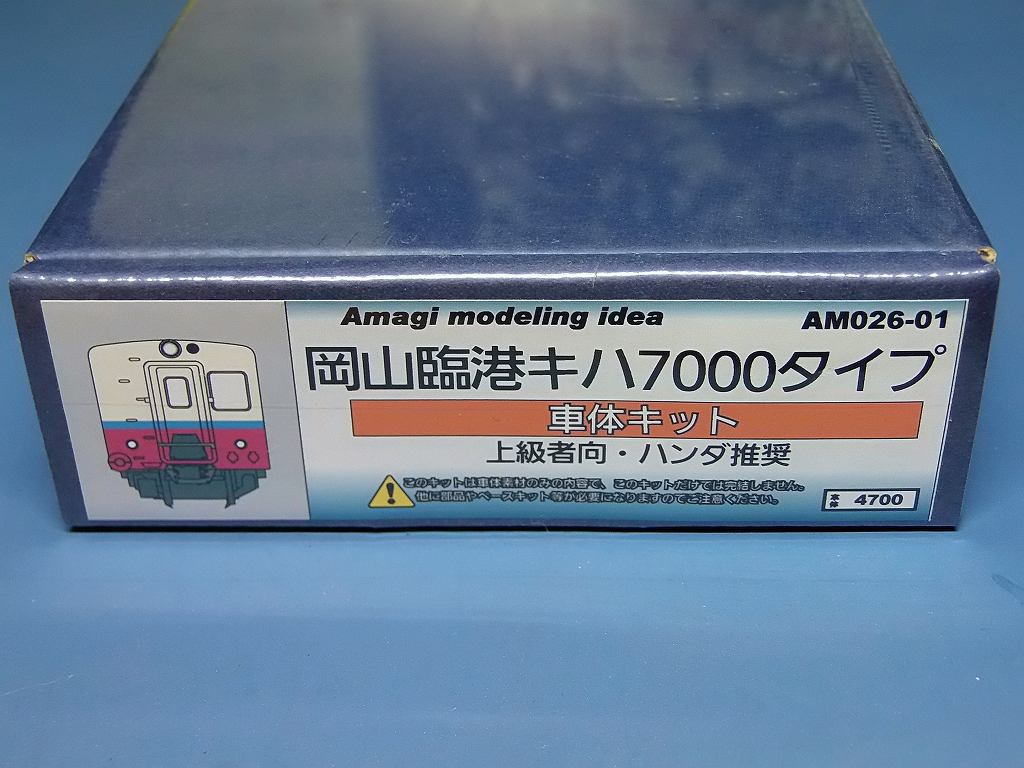 Amagi modeling idea
AM026-01
岡山臨港キハ7000タイプ
車体キット
上級者向・ハンダ推奨
このキットは車体素材のみの内容で、このキットだけでは完結しません。
他に部品やベースキット等が必要になりますのでご注意ください。
本体 4700